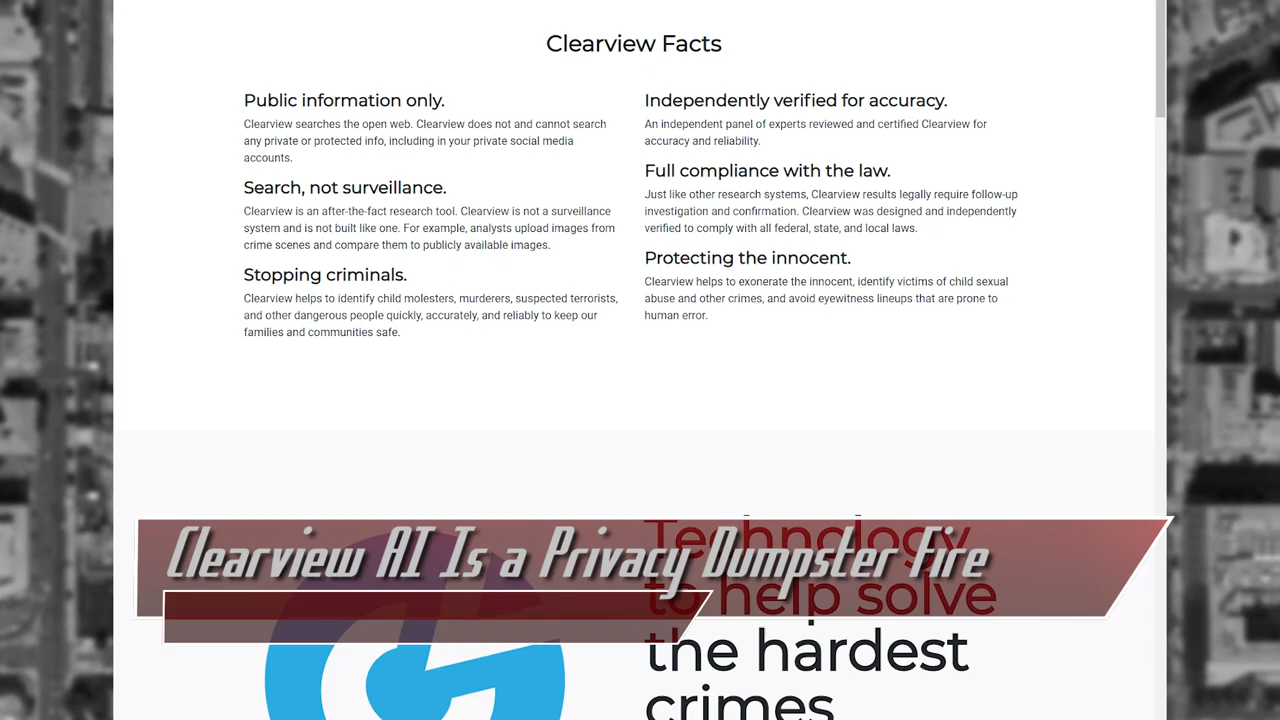 Clearview Facts
Public information only.
Clearview searches the open web. Clearview does not and cannot search
any private or protected info, including in your private social media
accounts.
Search, not surveillance.
Clearview is an after-the-fact research tool. Clearview is not a surveillance
system and is not built like one. For example, analysts upload images from
crime scenes and compare them to publicly available images.
Stopping criminals.
Clearview helps to identify child molesters, murderers, suspected terrorists,
and other dangerous people quickly, accurately, and reliably to keep our
families and communities safe.
Independently verified for accuracy.
An independent panel of experts reviewed and certified Clearview for
accuracy and reliability.
Full compliance with the law.
Just like other research systems, Clearview results legally require follow-up
investigation and confirmation. Clearview was designed and independently
verified to comply with all federal, state, and local laws.
Protecting the innocent.
Clearview helps to exonerate the innocent, identify victims of child sexual
abuse and other crimes, and avoid eyewitness lineups that are prone to
human error.
Technology
to help solve
the hardest
crimes
Clearview AI Is a Privacy Dumpster Fire